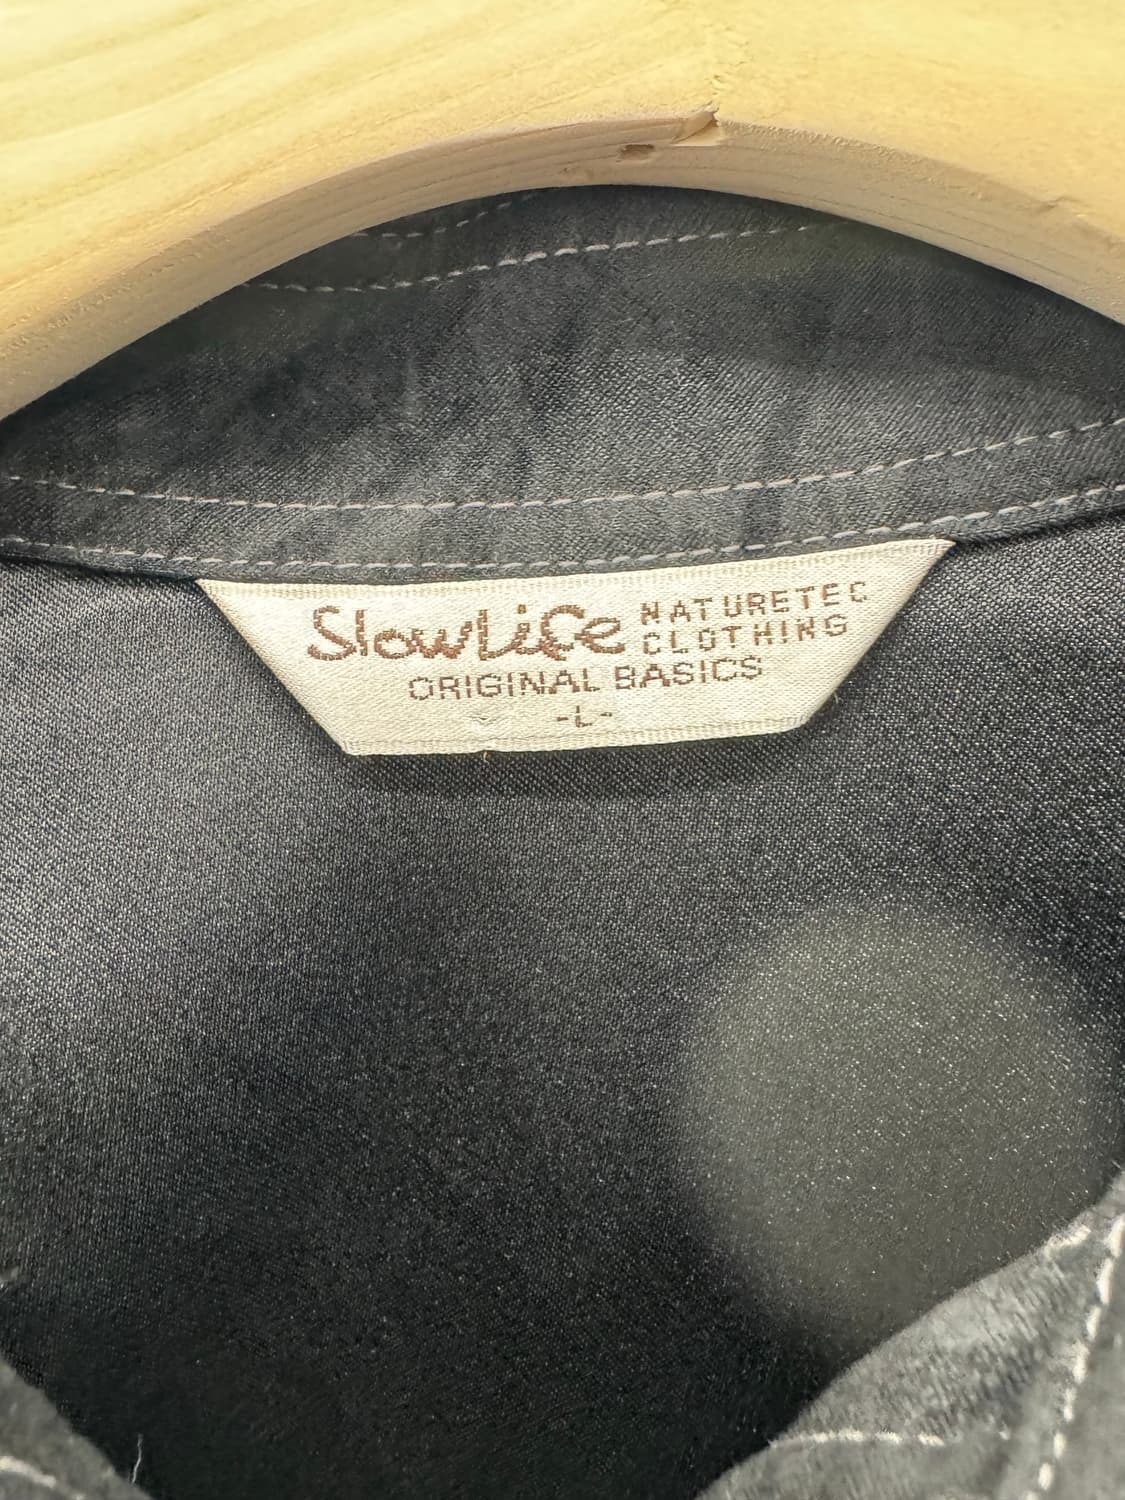 SlowLife NATURETEC
CLOTHING
ORIGINAL BASICS
-L-